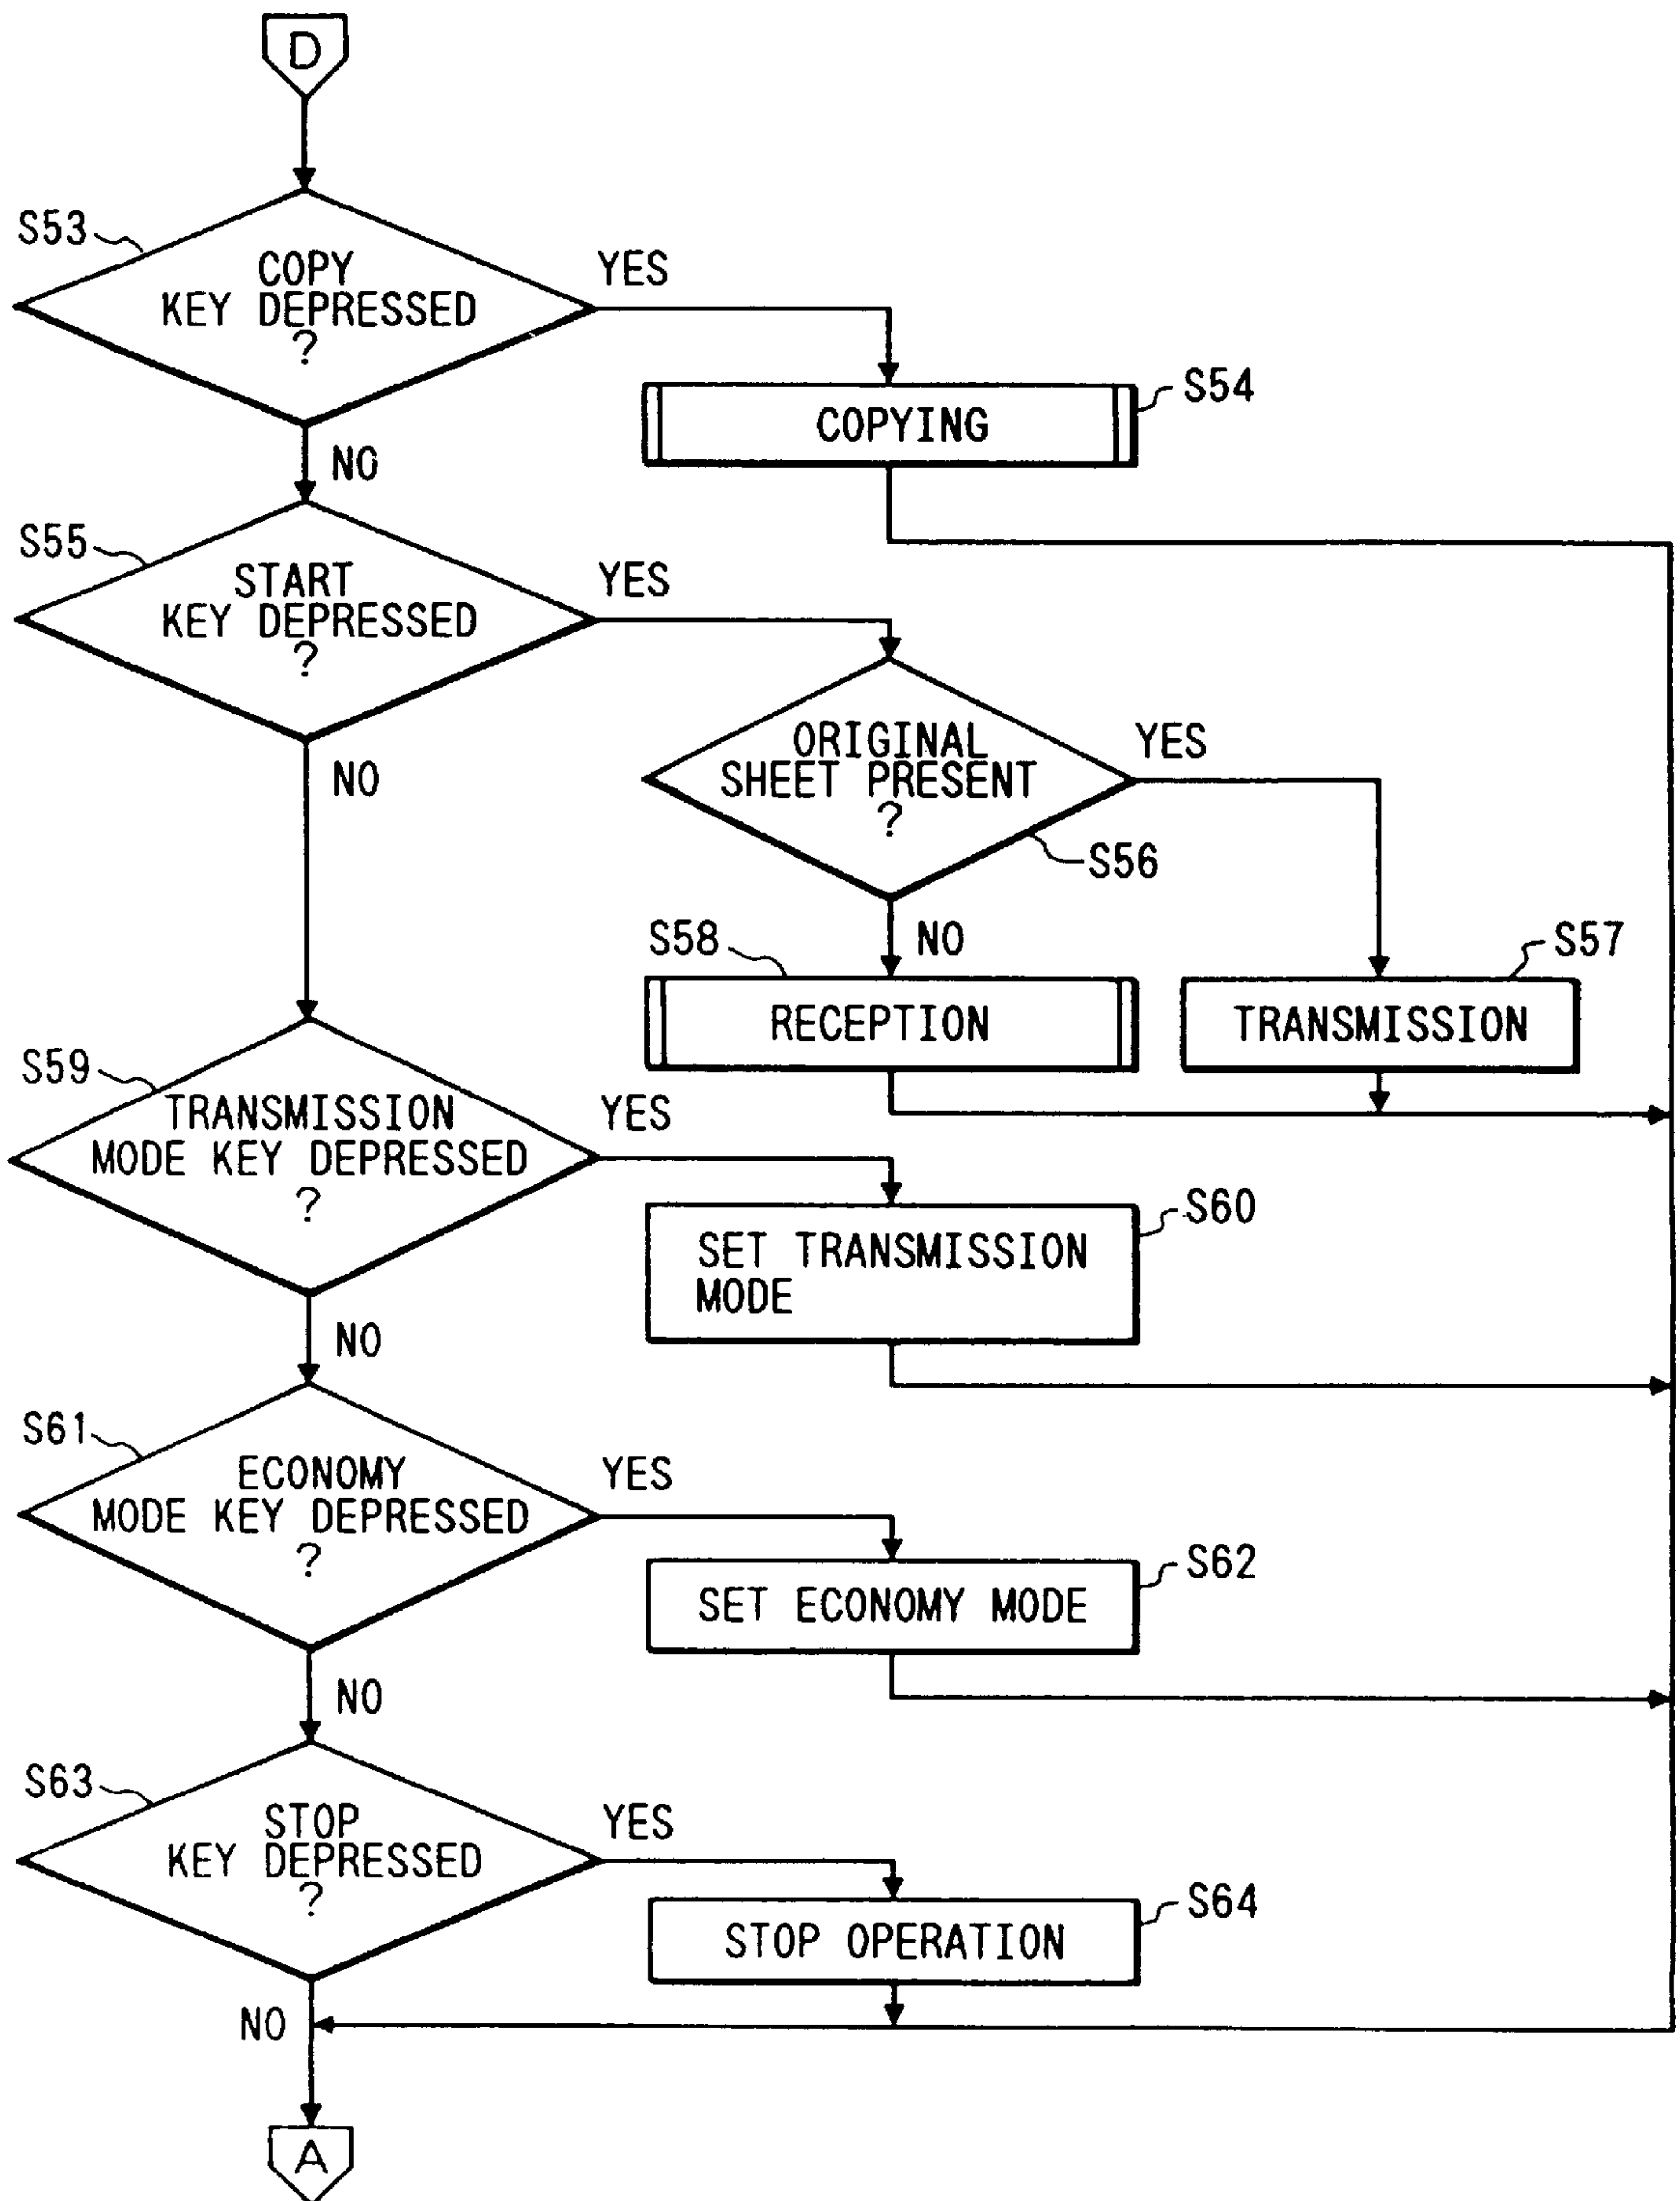 D
S53
COPY
KEY DEPRESSED
?
YES
NO
S54
COPYING
S55
START
KEY DEPRESSED
?
YES
NO
ORIGINAL
SHEET PRESENT
?
YES
S56
NO
S58
RECEPTION
S57
TRANSMISSION
S59
TRANSMISSION
MODE KEY DEPRESSED
?
YES
NO
S60
SET TRANSMISSION
MODE
S61
ECONOMY
MODE KEY DEPRESSED
?
YES
NO
S62
SET ECONOMY MODE
S63
STOP
KEY DEPRESSED
?
YES
NO
S64
STOP OPERATION
A